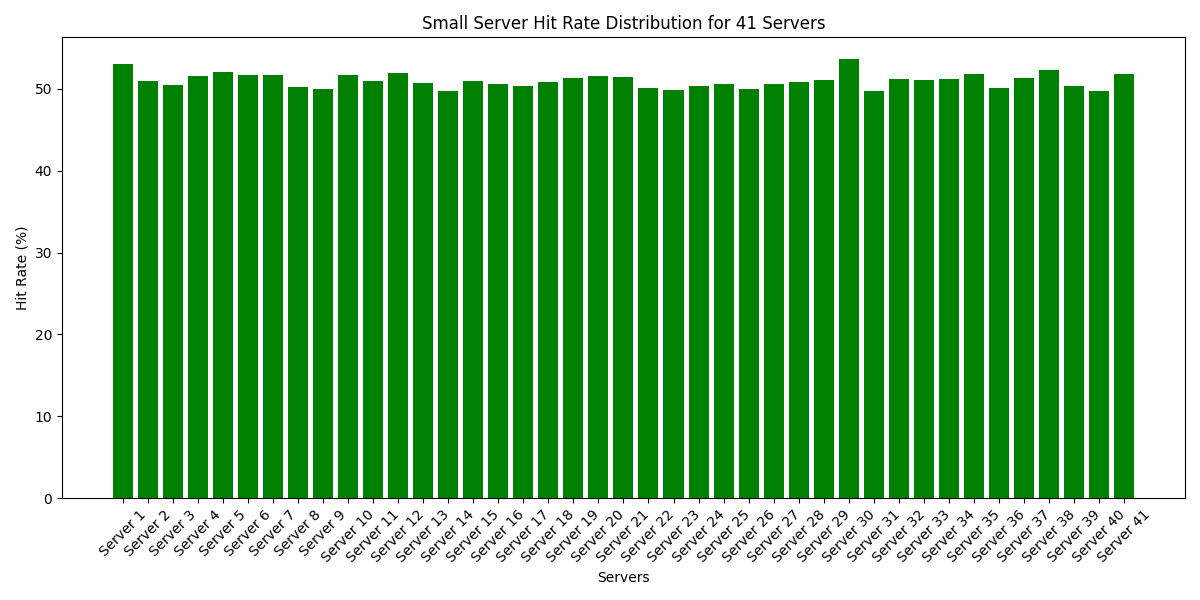 Small Server Hit Rate Distribution for 41 Servers
Hit Rate (%)
50
40
30
20
10
0
Server 1
Server 2
Server 3
Server 4
Server 5
Server 6
Server 7
Server 8
Server 9
Server 10
Server 11
Server 12
Server 13
Server 14
Server 15
Server 16
Server 17
Server 18
Server 19
Server 20
Server 21
Server 22
Server 23
Server 24
Server 25
Server 26
Server 27
Server 28
Server 29
Server 30
Server 31
Server 32
Server 33
Server 34
Server 35
Server 36
Server 37
Server 38
Server 39
Server 40
Server 41
Servers